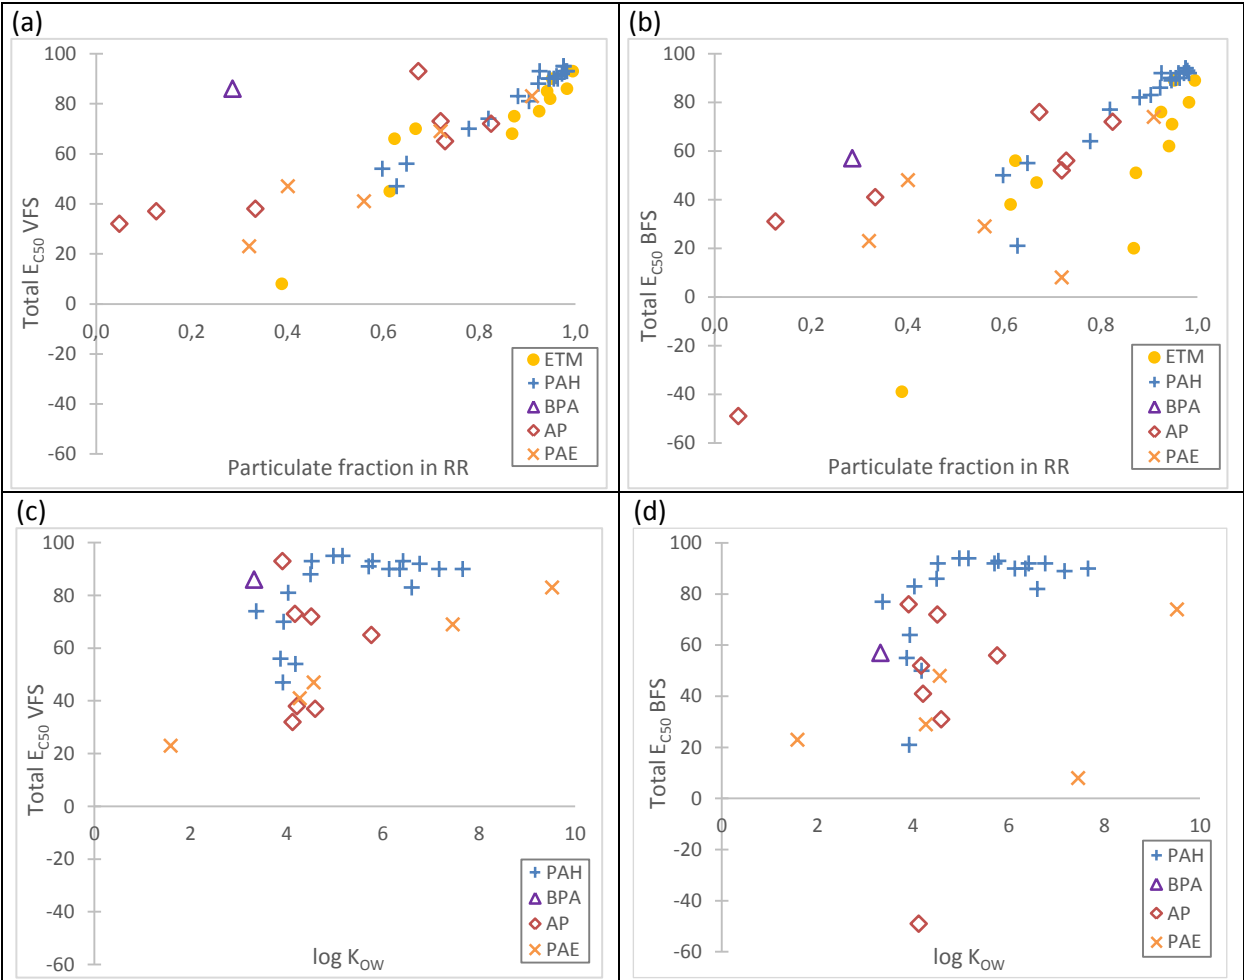 (a)
100
80
60
40
20
0
-20
-40
-60
0,0 0,2 0,4 0,6 0,8 1,0
Total EC50 VFS
Particulate fraction in RR
ETM
PAH
BPA
AP
PAE
(b)
100
80
60
40
20
0
-20
-40
-60
0,0 0,2 0,4 0,6 0,8 1,0
Total EC50 BFS
Particulate fraction in RR
ETM
PAH
BPA
AP
PAE
(c)
100
80
60
40
20
0
-20
-40
-60
0 2 4 6 8 10
Total EC50 VFS
log KOW
PAH
BPA
AP
PAE
(d)
100
80
60
40
20
0
-20
-40
-60
0 2 4 6 8 10
Total EC50 BFS
log KOW
PAH
BPA
AP
PAE